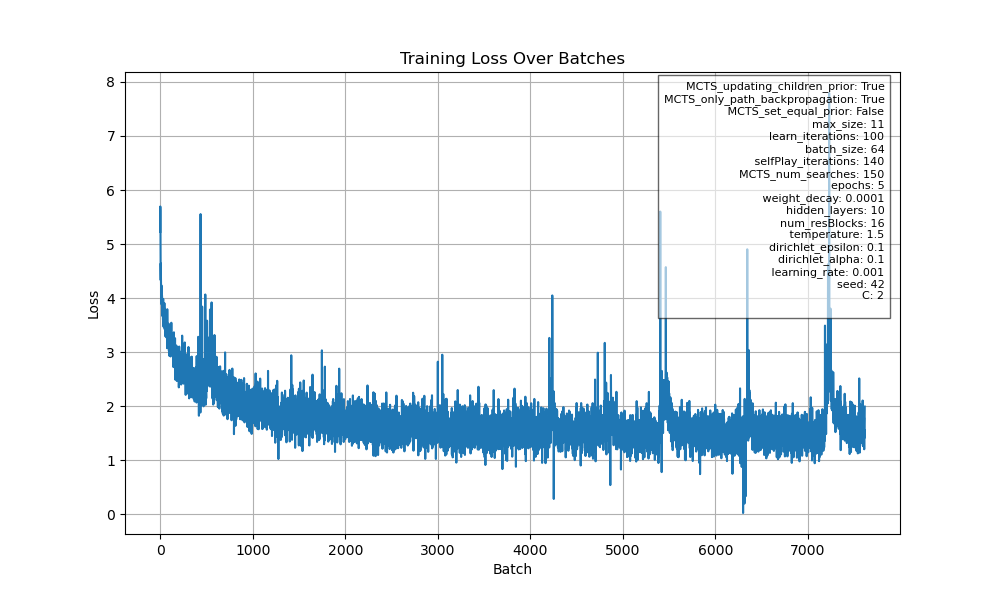 Training Loss Over Batches
MCTS_updating_children_prior: True
MCTS_only_path_backpropagation: True
MCTS_set_equal_prior: False
max_size: 11
learn_iterations: 100
batch_size: 64
selfPlay_iterations: 140
MCTS_num_searches: 150
epochs: 5
weight_decay: 0.0001
hidden_layers: 10
num_resBlocks: 16
temperature: 1.5
dirichlet_epsilon: 0.1
dirichlet_alpha: 0.1
learning_rate: 0.001
seed: 42
C: 2
8
7
6
5
4
3
2
1
0
Loss
0 1000 2000 3000 4000 5000 6000 7000
Batch